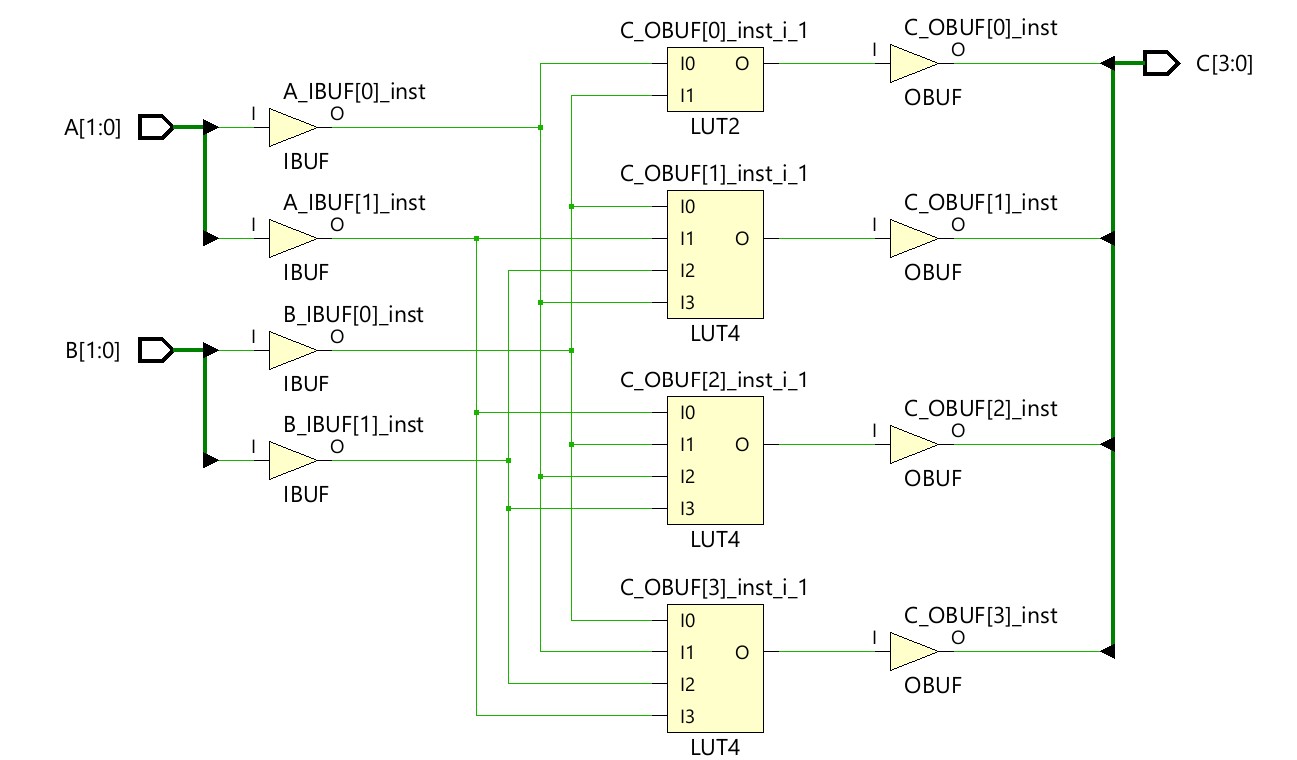 C_OBUF[0]_inst_i_1
I0 O
I1
LUT2
C_OBUF[0]_inst
I O
OBUF
C[3:0]
A[1:0]
A_IBUF[0]_inst
I O
IBUF
A_IBUF[1]_inst
I O
IBUF
C_OBUF[1]_inst_i_1
I0
I1 O
I2
I3
LUT4
C_OBUF[1]_inst
I O
OBUF
B[1:0]
B_IBUF[0]_inst
I O
IBUF
B_IBUF[1]_inst
I O
IBUF
C_OBUF[2]_inst_i_1
I0
I1 O
I2
I3
LUT4
C_OBUF[2]_inst
I O
OBUF
C_OBUF[3]_inst_i_1
I0
I1 O
I2
I3
LUT4
C_OBUF[3]_inst
I O
OBUF